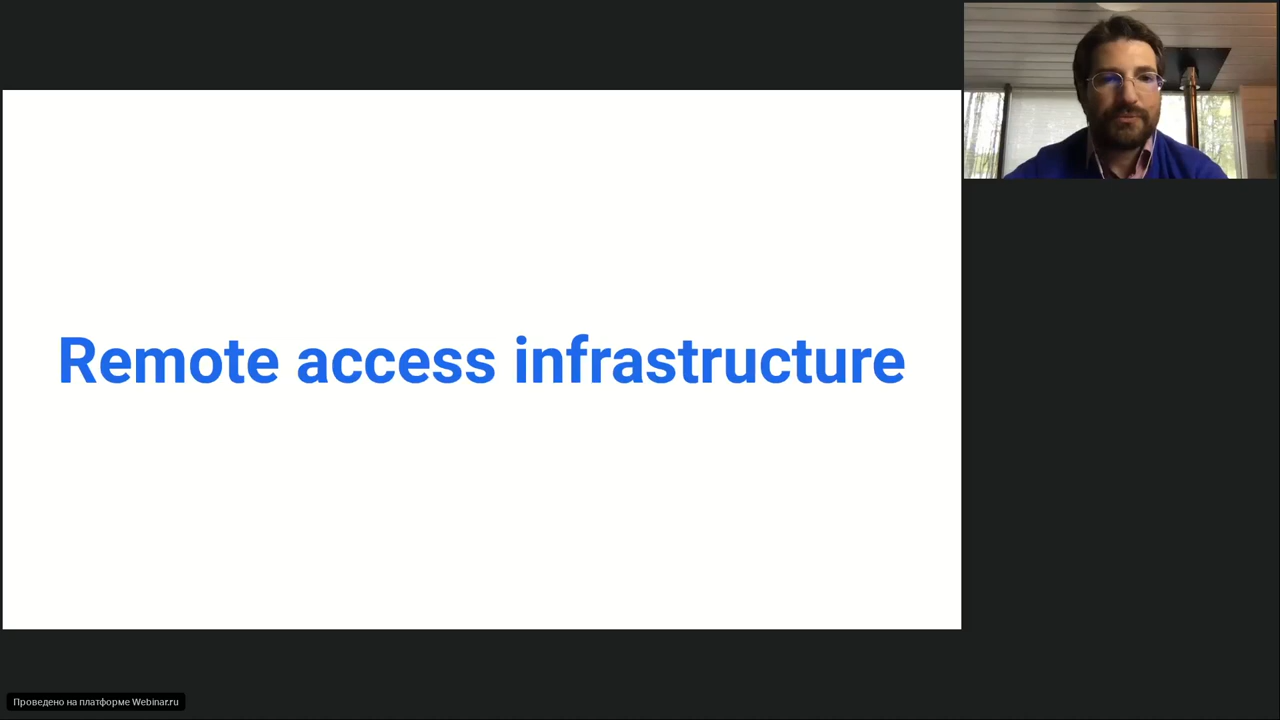 Remote access infrastructure
Проведено на платформе Webinar.ru